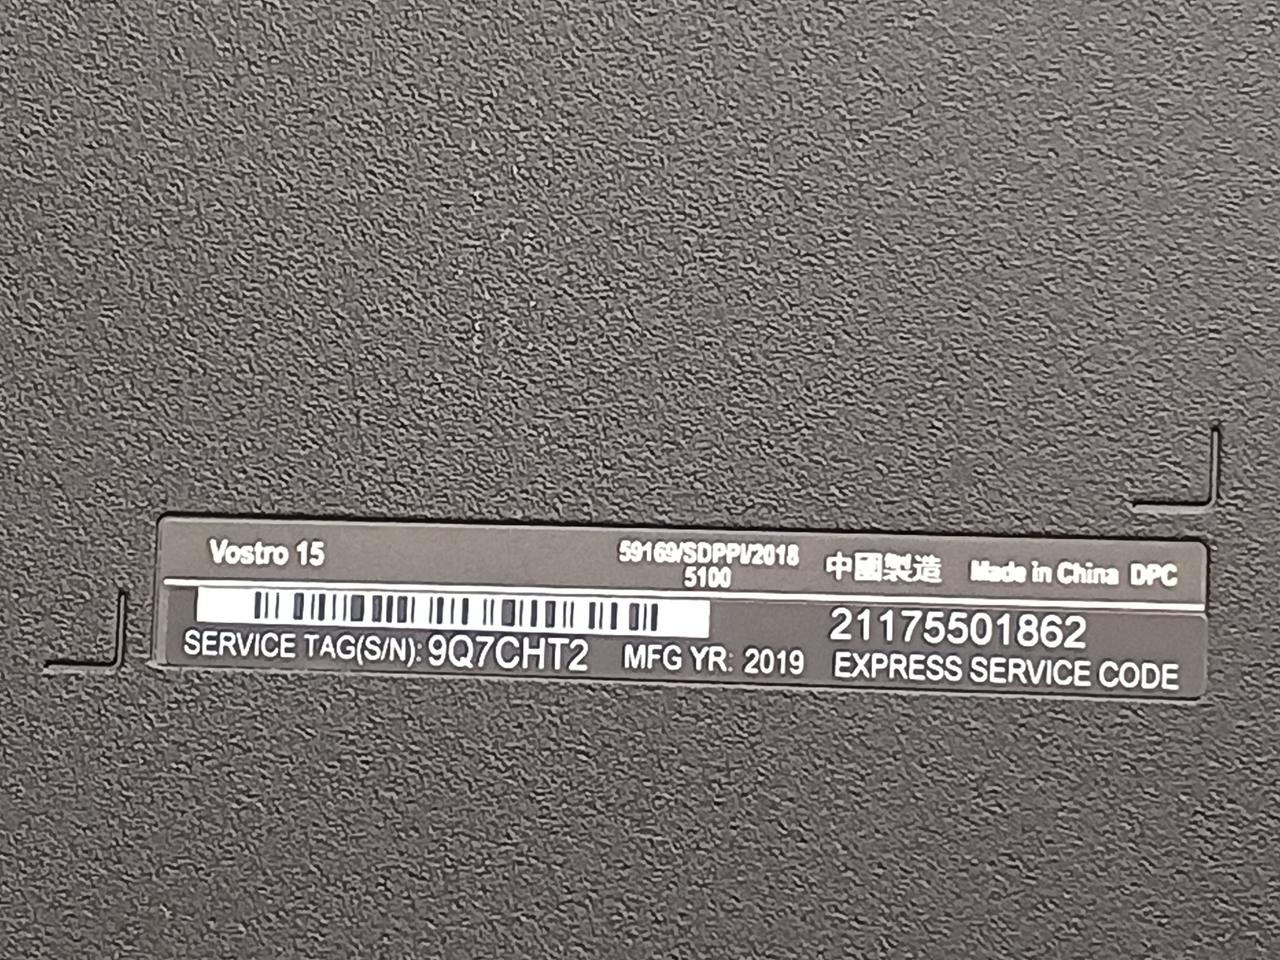 Vostro 15
59169/SDPPI/2018
5100
中國製造 Made in China DPC
21175501862
SERVICE TAG(S/N): 9Q7CHT2 MFG YR: 2019 EXPRESS SERVICE CODE